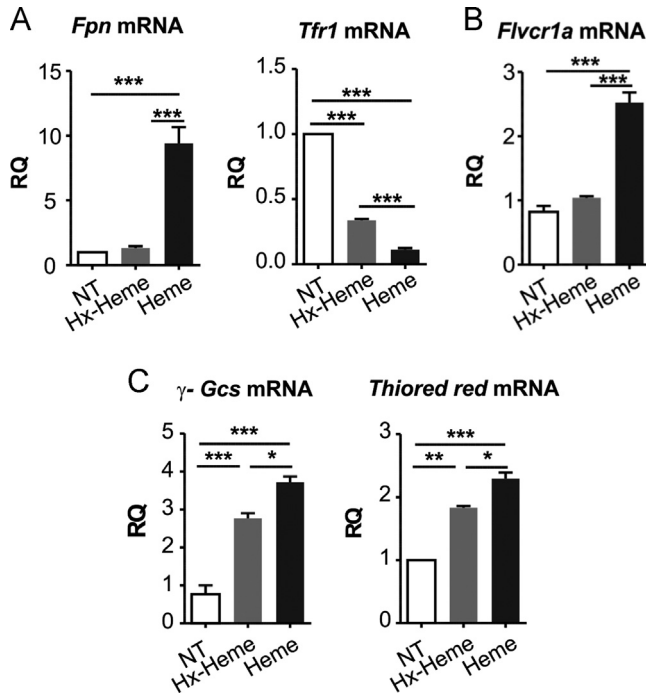 A
Fpn mRNA
RQ
15
10
5
0
***
***
NT
Hx-Heme
Heme
Tfr1 mRNA
RQ
1.5
1.0
0.5
0.0
***
***
***
NT
Hx-Heme
Heme
B
Flvcr1a mRNA
RQ
3
2
1
0
***
***
NT
Hx-Heme
Heme
C
γ- Gcs mRNA
RQ
5
4
3
2
1
0
***
***
*
NT
Hx-Heme
Heme
Thiored red mRNA
RQ
3
2
1
0
***
**
*
NT
Hx-Heme
Heme